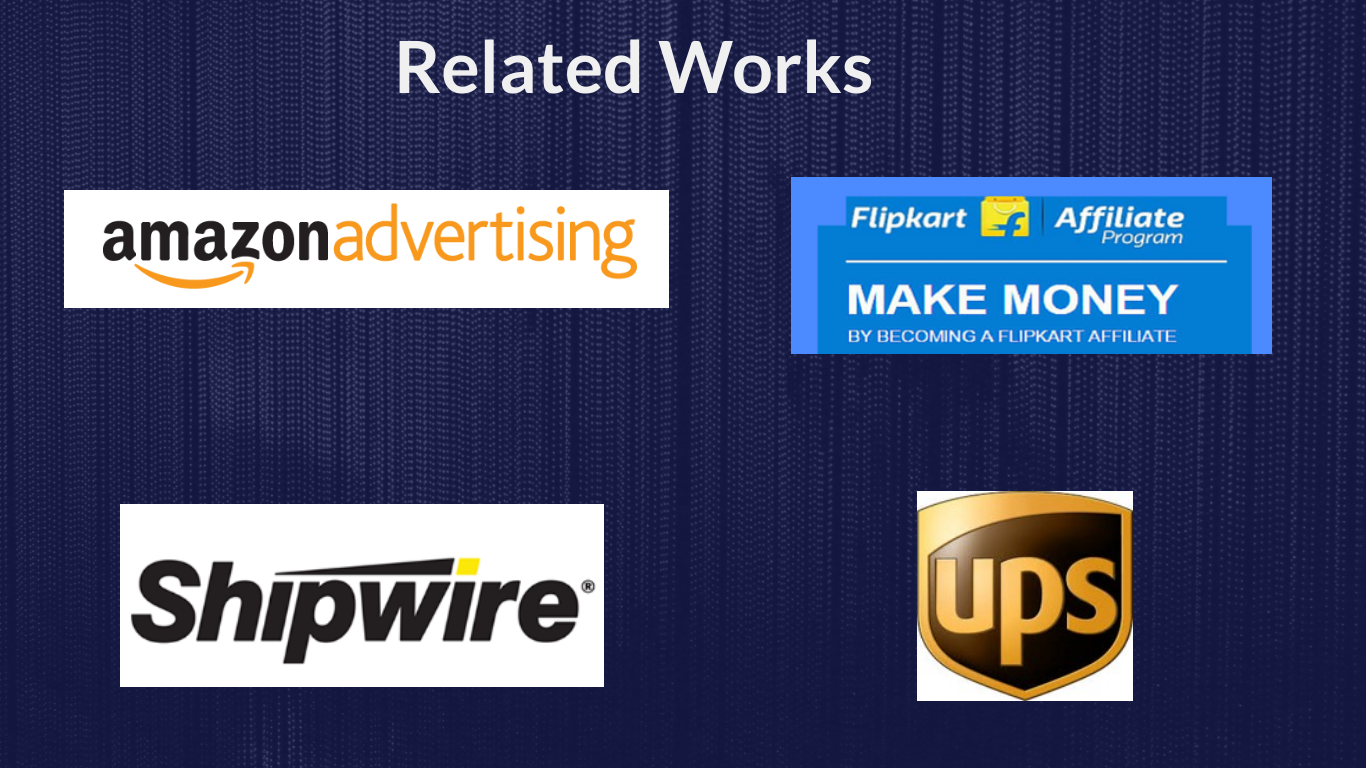 Related Works
amazonadvertising
Flipkart Affiliate
Program
MAKE MONEY
BY BECOMING A FLIPKART AFFILIATE
Shipwire®
ups